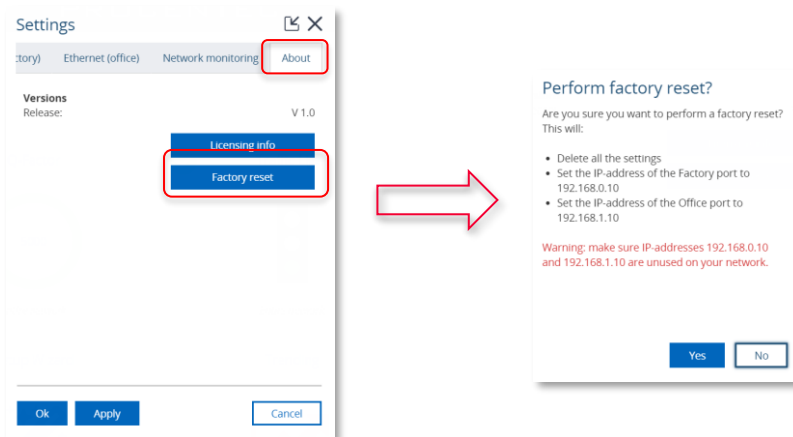 Settings
ctory) Ethernet (office) Network monitoring About
Versions
Release: V 1.0
Licensing info
Factory reset
Ok Apply Cancel
Perform factory reset?
Are you sure you want to perform a factory reset?
This will:
• Delete all the settings
• Set the IP-address of the Factory port to
192.168.0.10
• Set the IP-address of the Office port to
192.168.1.10
Warning: make sure IP-addresses 192.168.0.10
and 192.168.1.10 are unused on your network.
Yes No